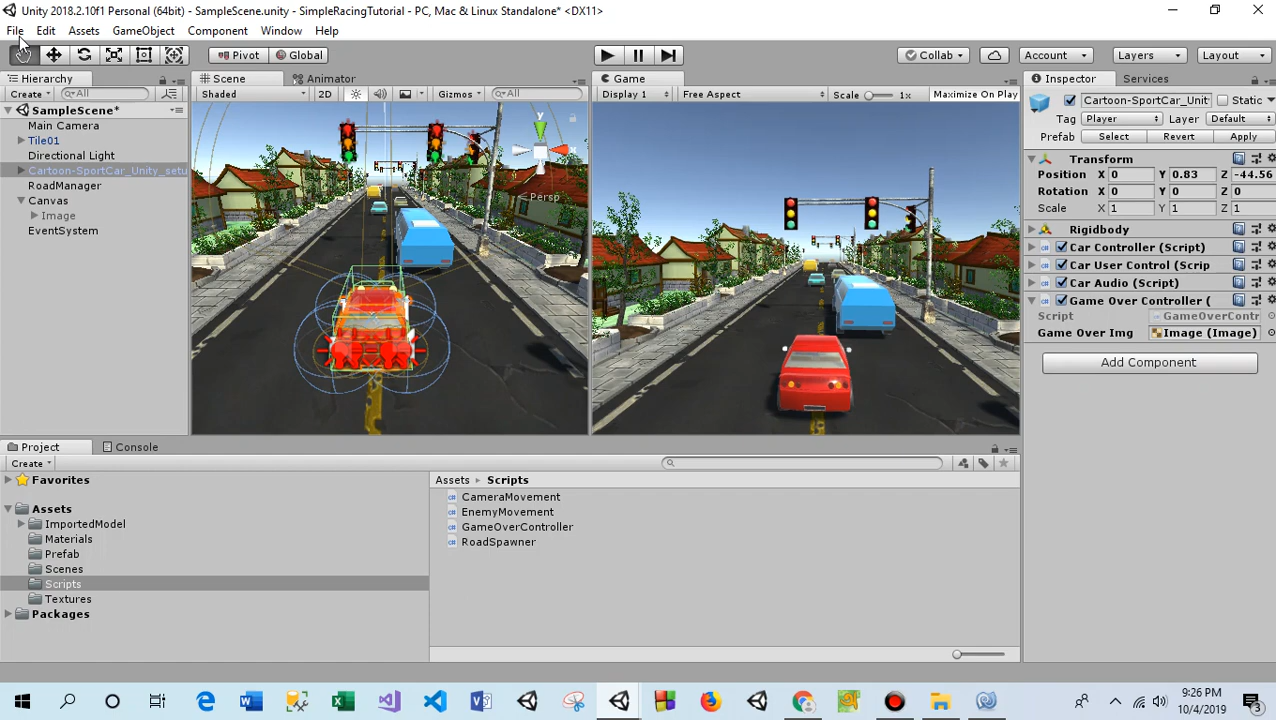 Unity 2018.2.10f1 Personal (64bit) - SampleScene.unity - SimpleRacingTutorial - PC, Mac & Linux Standalone* <DX11>
File Edit Assets GameObject Component Window Help
Pivot Global Collab Account Layers Layout
Hierarchy Scene Animator Game Inspector Services
Create All Shaded 2D Gizmos All Display 1 Free Aspect Scale 1x Maximize On Play Cartoon-SportCar_Unit Static
SampleScene*
Main Camera
Tile01
Directional Light
Cartoon-SportCar_Unity_setu
RoadManager
Canvas
Image
EventSystem
y
Persp
Tag Player Layer Default
Prefab Select Revert Apply
Transform
Position X 0 Y 0.83 Z -44.56
Rotation X 0 Y 0 Z 0
Scale X 1 Y 1 Z 1
Rigidbody
Car Controller (Script)
Car User Control (Scrip
Car Audio (Script)
Game Over Controller (
Script GameOverContr
Game Over Img Image (Image)
Add Component
Project Console
Create
Favorites
Assets
ImportedModel
Materials
Prefab
Scenes
Scripts
Textures
Packages
Assets Scripts
CameraMovement
EnemyMovement
GameOverController
RoadSpawner
9:26 PM
10/4/2019
3